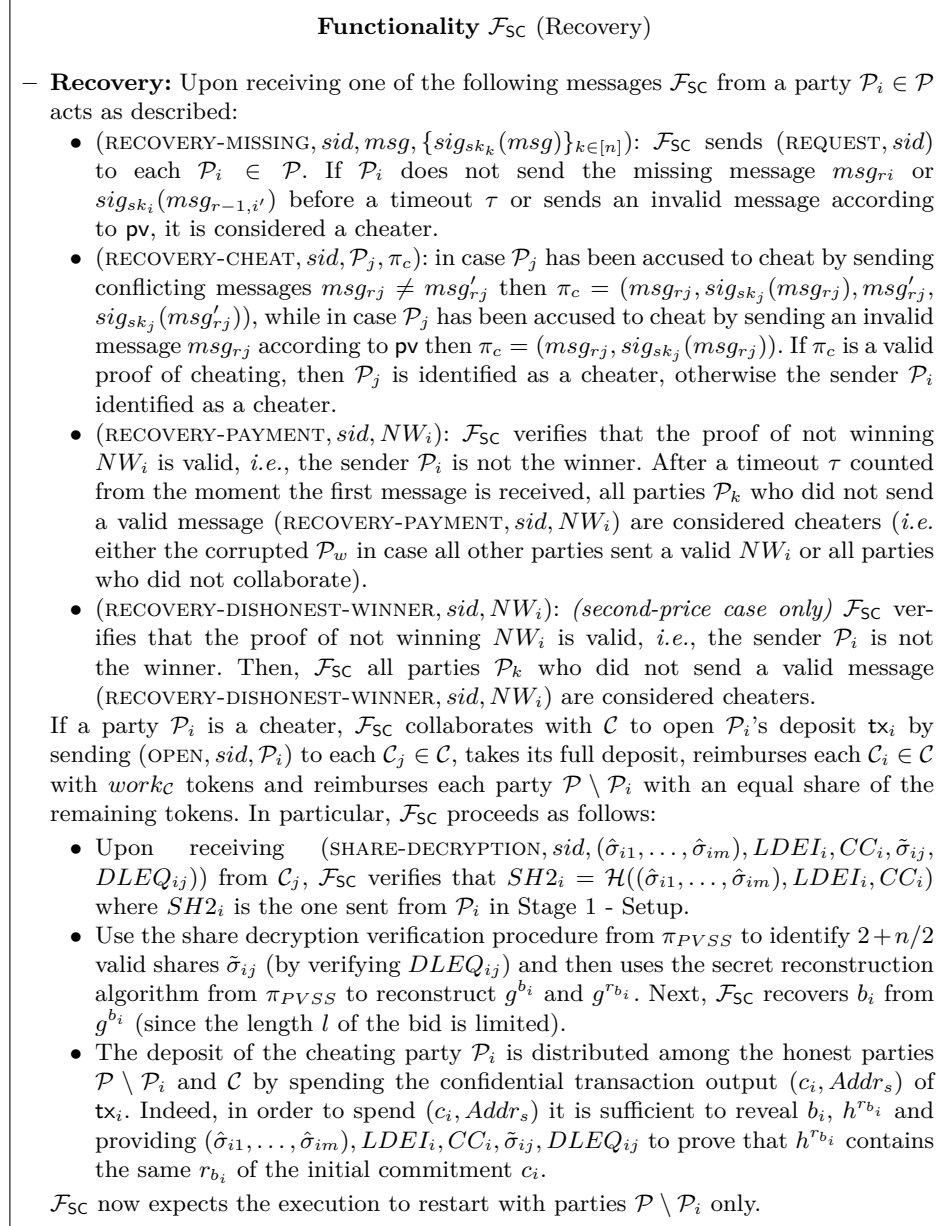 Functionality $\mathcal{F}_{\mathsf{SC}}$ (Recovery)
– Recovery: Upon receiving one of the following messages $\mathcal{F}_{\mathsf{SC}}$ from a party $\mathcal{P}_i \in \mathcal{P}$
acts as described:
• (RECOVERY-MISSING, $sid, msg, \{sig_{sk_k}(msg)\}_{k\in[n]}$): $\mathcal{F}_{\mathsf{SC}}$ sends (REQUEST, $sid$)
to each $\mathcal{P}_i \in \mathcal{P}$. If $\mathcal{P}_i$ does not send the missing message $msg_{ri}$ or
$sig_{sk_i}(msg_{r-1,i'})$ before a timeout $\tau$ or sends an invalid message according
to $\mathsf{pv}$, it is considered a cheater.
• (RECOVERY-CHEAT, $sid, \mathcal{P}_j, \pi_c$): in case $\mathcal{P}_j$ has been accused to cheat by sending
conflicting messages $msg_{rj} \neq msg'_{rj}$ then $\pi_c = (msg_{rj}, sig_{sk_j}(msg_{rj}), msg'_{rj},$
$sig_{sk_j}(msg'_{rj}))$, while in case $\mathcal{P}_j$ has been accused to cheat by sending an invalid
message $msg_{rj}$ according to $\mathsf{pv}$ then $\pi_c = (msg_{rj}, sig_{sk_j}(msg_{rj}))$. If $\pi_c$ is a valid
proof of cheating, then $\mathcal{P}_j$ is identified as a cheater, otherwise the sender $\mathcal{P}_i$
identified as a cheater.
• (RECOVERY-PAYMENT, $sid, NW_i$): $\mathcal{F}_{\mathsf{SC}}$ verifies that the proof of not winning
$NW_i$ is valid, i.e., the sender $\mathcal{P}_i$ is not the winner. After a timeout $\tau$ counted
from the moment the first message is received, all parties $\mathcal{P}_k$ who did not send
a valid message (RECOVERY-PAYMENT, $sid, NW_i$) are considered cheaters (i.e.
either the corrupted $\mathcal{P}_w$ in case all other parties sent a valid $NW_i$ or all parties
who did not collaborate).
• (RECOVERY-DISHONEST-WINNER, $sid, NW_i$): (second-price case only) $\mathcal{F}_{\mathsf{SC}}$ ver-
ifies that the proof of not winning $NW_i$ is valid, i.e., the sender $\mathcal{P}_i$ is not
the winner. Then, $\mathcal{F}_{\mathsf{SC}}$ all parties $\mathcal{P}_k$ who did not send a valid message
(RECOVERY-DISHONEST-WINNER, $sid, NW_i$) are considered cheaters.
If a party $\mathcal{P}_i$ is a cheater, $\mathcal{F}_{\mathsf{SC}}$ collaborates with $\mathcal{C}$ to open $\mathcal{P}_i$'s deposit $\mathsf{tx}_i$ by
sending (OPEN, $sid, \mathcal{P}_i$) to each $\mathcal{C}_j \in \mathcal{C}$, takes its full deposit, reimburses each $\mathcal{C}_i \in \mathcal{C}$
with $work_{\mathcal{C}}$ tokens and reimburses each party $\mathcal{P} \setminus \mathcal{P}_i$ with an equal share of the
remaining tokens. In particular, $\mathcal{F}_{\mathsf{SC}}$ proceeds as follows:
• Upon receiving (SHARE-DECRYPTION, $sid, (\hat{\sigma}_{i1}, \ldots, \hat{\sigma}_{im}), LDEI_i, CC_i, \tilde{\sigma}_{ij},$
$DLEQ_{ij})$) from $\mathcal{C}_j$, $\mathcal{F}_{\mathsf{SC}}$ verifies that $SH2_i = \mathcal{H}((\hat{\sigma}_{i1}, \ldots, \hat{\sigma}_{im}), LDEI_i, CC_i)$
where $SH2_i$ is the one sent from $\mathcal{P}_i$ in Stage 1 - Setup.
• Use the share decryption verification procedure from $\pi_{PVSS}$ to identify $2+n/2$
valid shares $\tilde{\sigma}_{ij}$ (by verifying $DLEQ_{ij}$) and then uses the secret reconstruction
algorithm from $\pi_{PVSS}$ to reconstruct $g^{b_i}$ and $g^{r_{b_i}}$. Next, $\mathcal{F}_{\mathsf{SC}}$ recovers $b_i$ from
$g^{b_i}$ (since the length $l$ of the bid is limited).
• The deposit of the cheating party $\mathcal{P}_i$ is distributed among the honest parties
$\mathcal{P} \setminus \mathcal{P}_i$ and $\mathcal{C}$ by spending the confidential transaction output $(c_i, Addr_s)$ of
$\mathsf{tx}_i$. Indeed, in order to spend $(c_i, Addr_s)$ it is sufficient to reveal $b_i$, $h^{r_{b_i}}$ and
providing $(\hat{\sigma}_{i1}, \ldots, \hat{\sigma}_{im}), LDEI_i, CC_i, \tilde{\sigma}_{ij}, DLEQ_{ij}$ to prove that $h^{r_{b_i}}$ contains
the same $r_{b_i}$ of the initial commitment $c_i$.
$\mathcal{F}_{\mathsf{SC}}$ now expects the execution to restart with parties $\mathcal{P} \setminus \mathcal{P}_i$ only.